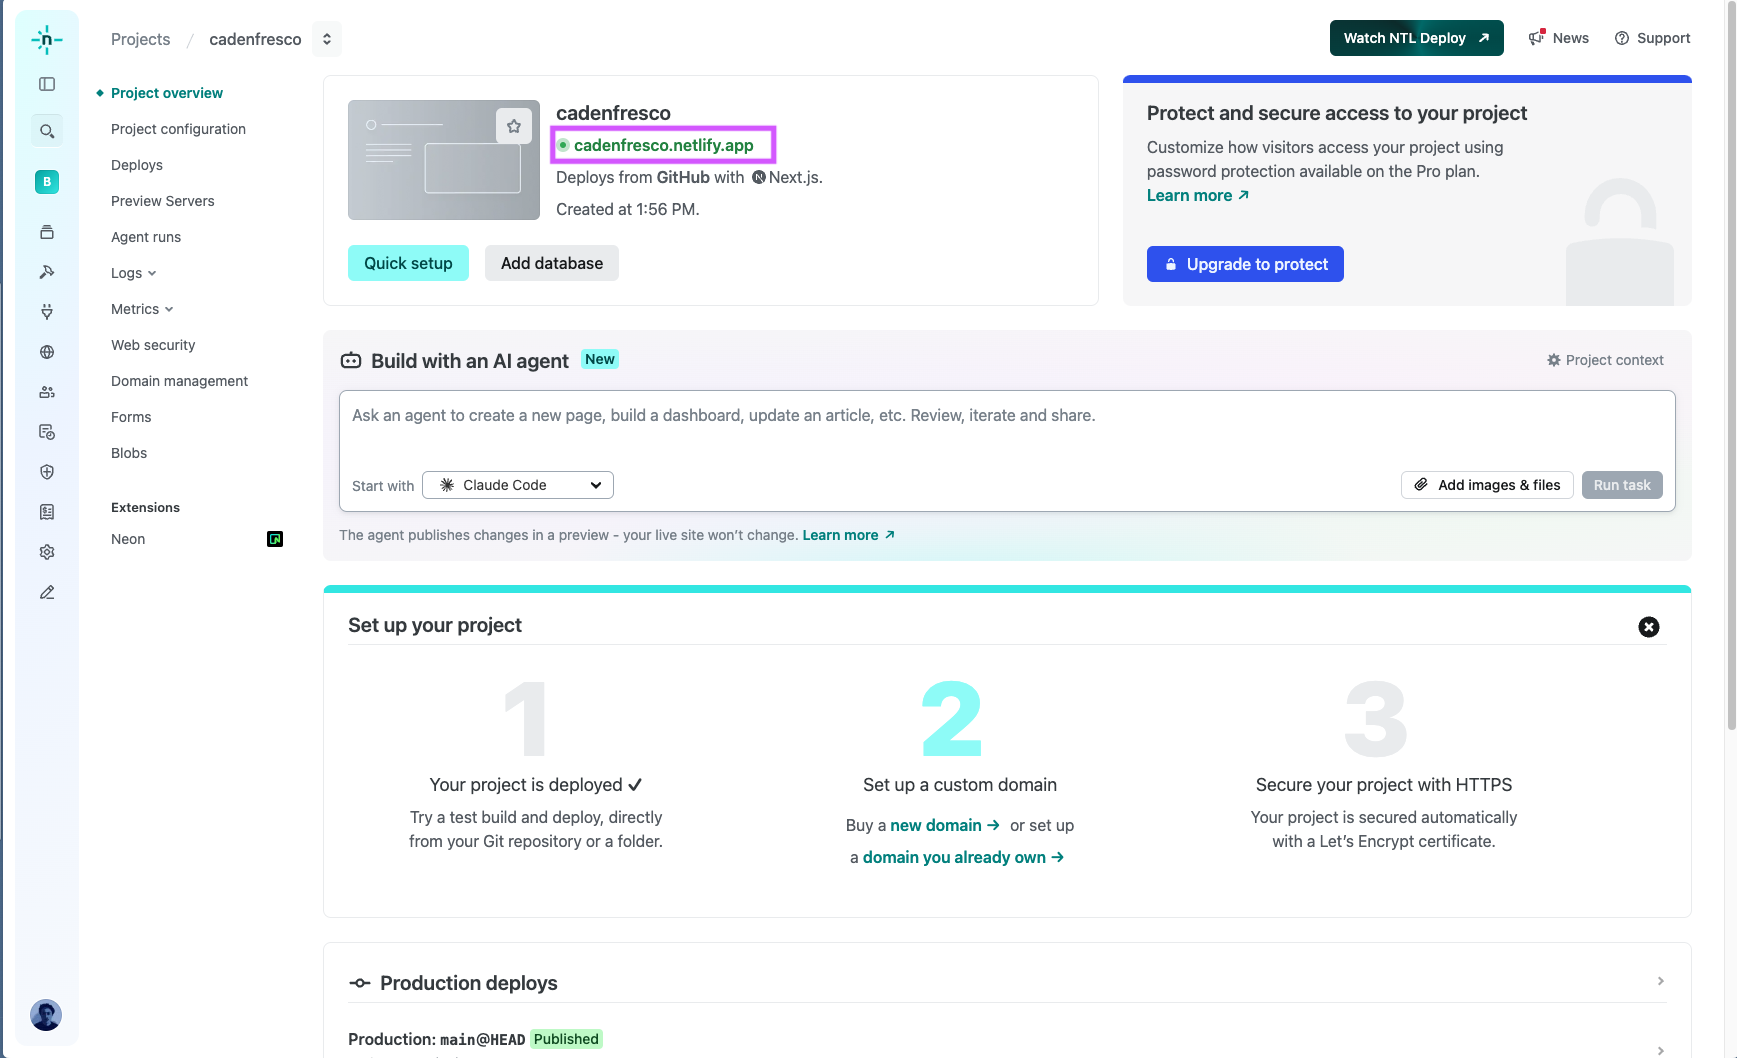 n
Projects / cadenfresco
Watch NTL Deploy
News
Support
B
Project overview
Project configuration
Deploys
Preview Servers
Agent runs
Logs
Metrics
Web security
Domain management
Forms
Blobs
Extensions
Neon
cadenfresco
cadenfresco.netlify.app
Deploys from GitHub with N Next.js.
Created at 1:56 PM.
Quick setup
Add database
Protect and secure access to your project
Customize how visitors access your project using
password protection available on the Pro plan.
Learn more
Upgrade to protect
Build with an AI agent New
Project context
Ask an agent to create a new page, build a dashboard, update an article, etc. Review, iterate and share.
Start with Claude Code
Add images & files
Run task
The agent publishes changes in a preview - your live site won’t change. Learn more
Set up your project
1
Your project is deployed
Try a test build and deploy, directly
from your Git repository or a folder.
2
Set up a custom domain
Buy a new domain → or set up
a domain you already own →
3
Secure your project with HTTPS
Your project is secured automatically
with a Let’s Encrypt certificate.
Production deploys
Production: main@HEAD Published